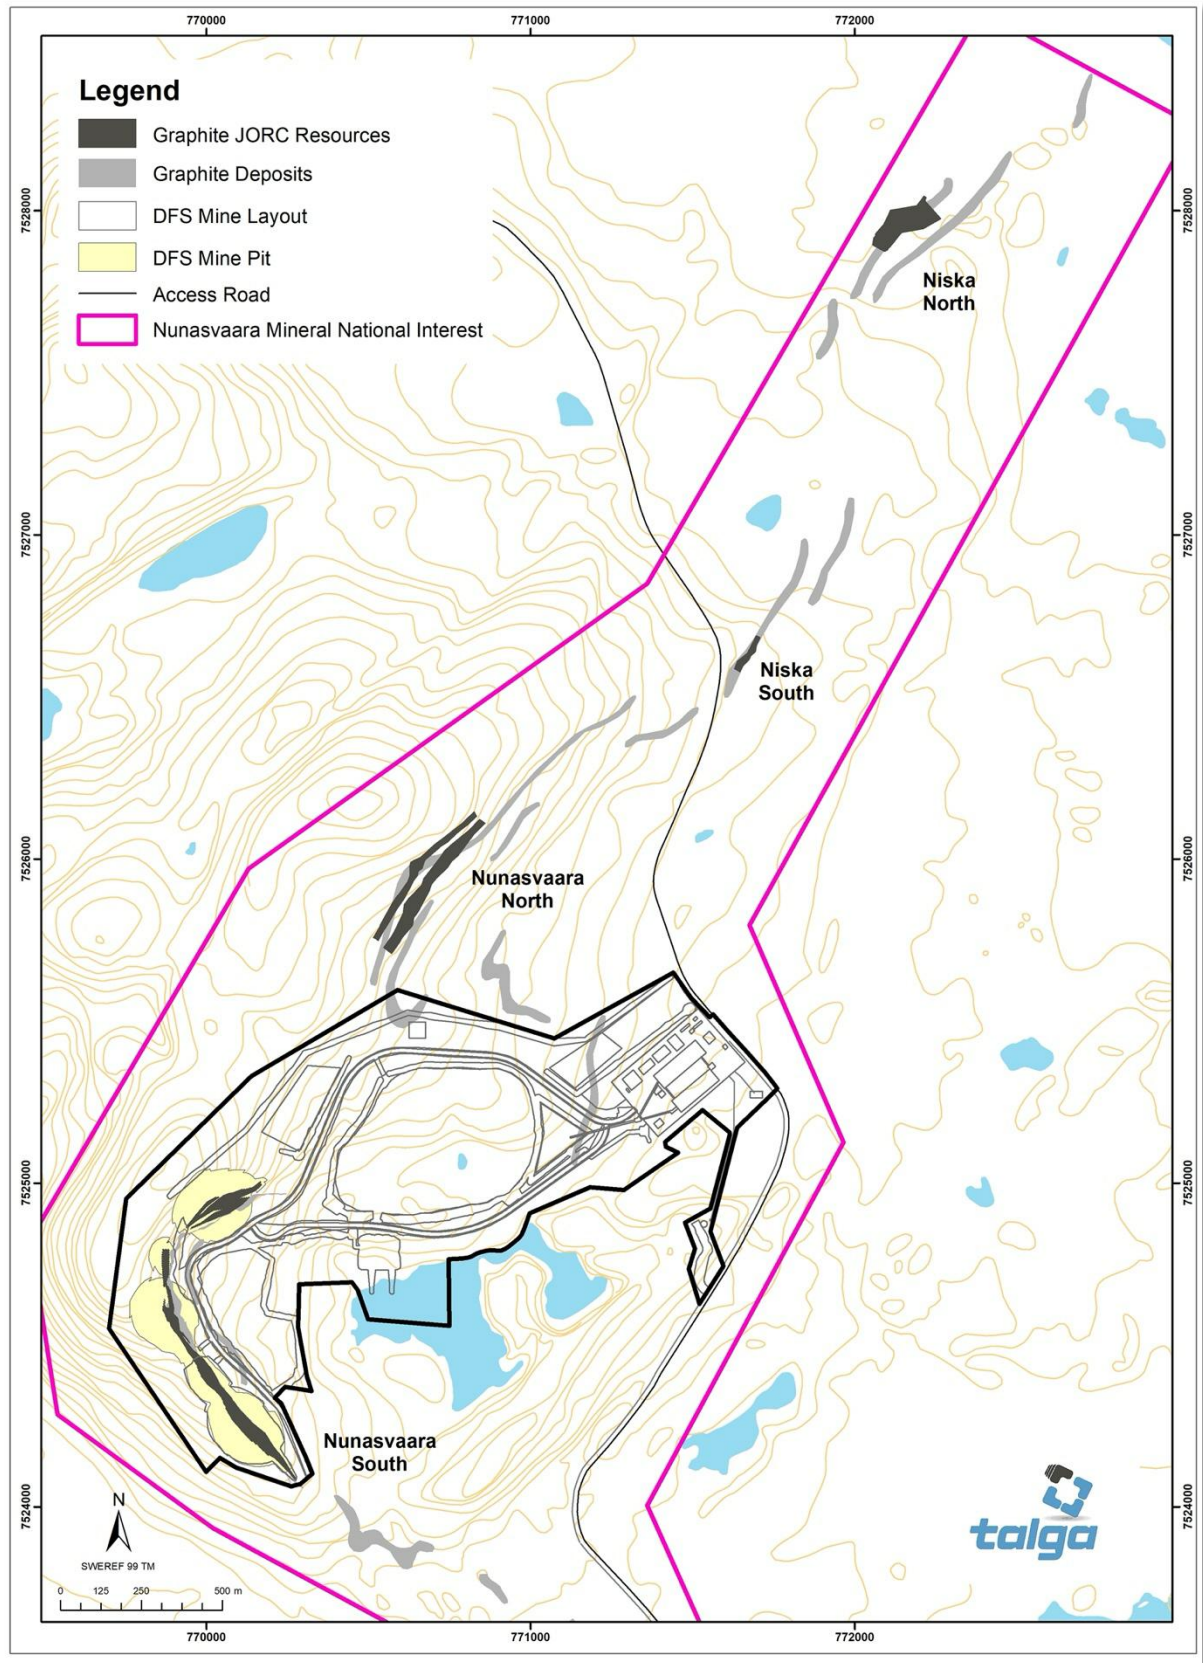 770000
771000
772000
Legend
Graphite JORC Resources
Graphite Deposits
DFS Mine Layout
DFS Mine Pit
Access Road
Nunasvaara Mineral National Interest
7528000
7528000
Niska
North
7527000
7527000
Niska
South
7526000
7526000
Nunasvaara
North
7525000
7525000
Nunasvaara
South
7524000
7524000
N
SWEREF 99 TM
0 125 250 500 m
talga
770000
771000
772000